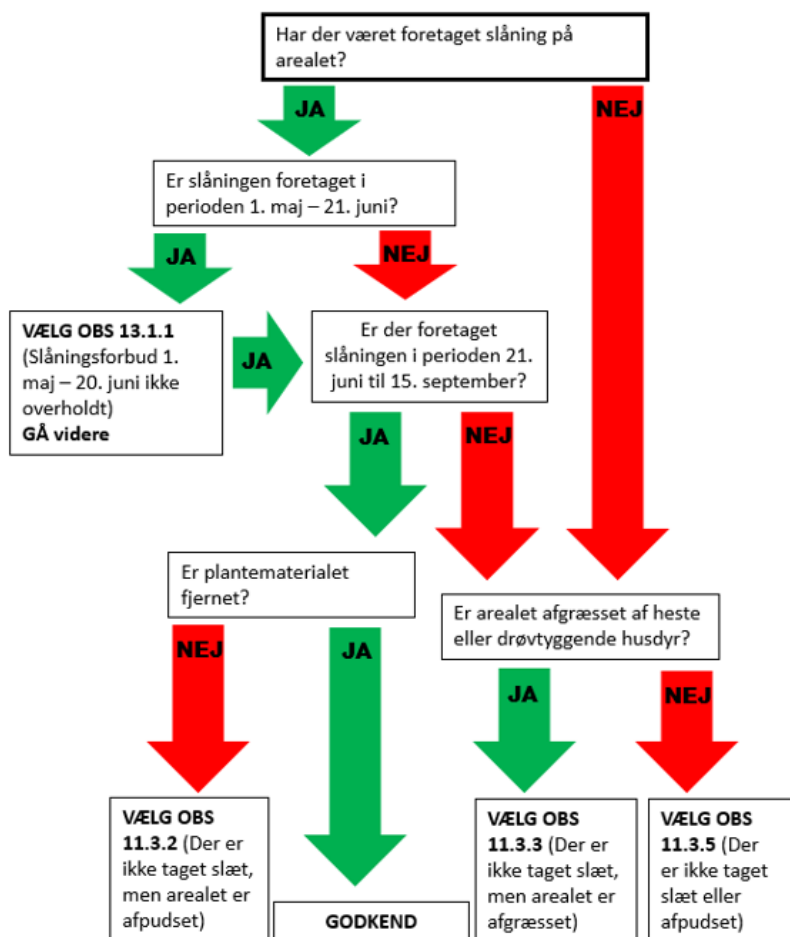 Har der været foretaget slåning på
arealet?
JA
NEJ
Er slåningen foretaget i
perioden 1. maj – 21. juni?
JA
NEJ
VÆLG OBS 13.1.1
(Slåningsforbud 1.
maj – 20. juni ikke
overholdt)
GÅ videre
JA
Er der foretaget
slåningen i perioden 21.
juni til 15. september?
JA
NEJ
Er plantematerialet
fjernet?
Er arealet afgræsset af heste
eller drøvtyggende husdyr?
NEJ
JA
JA
NEJ
VÆLG OBS
11.3.2 (Der er
ikke taget slæt,
men arealet er
afpudset)
GODKEND
VÆLG OBS
11.3.3 (Der er
ikke taget slæt,
men arealet er
afgræsset)
VÆLG OBS
11.3.5 (Der
er ikke taget
slæt eller
afpudset)